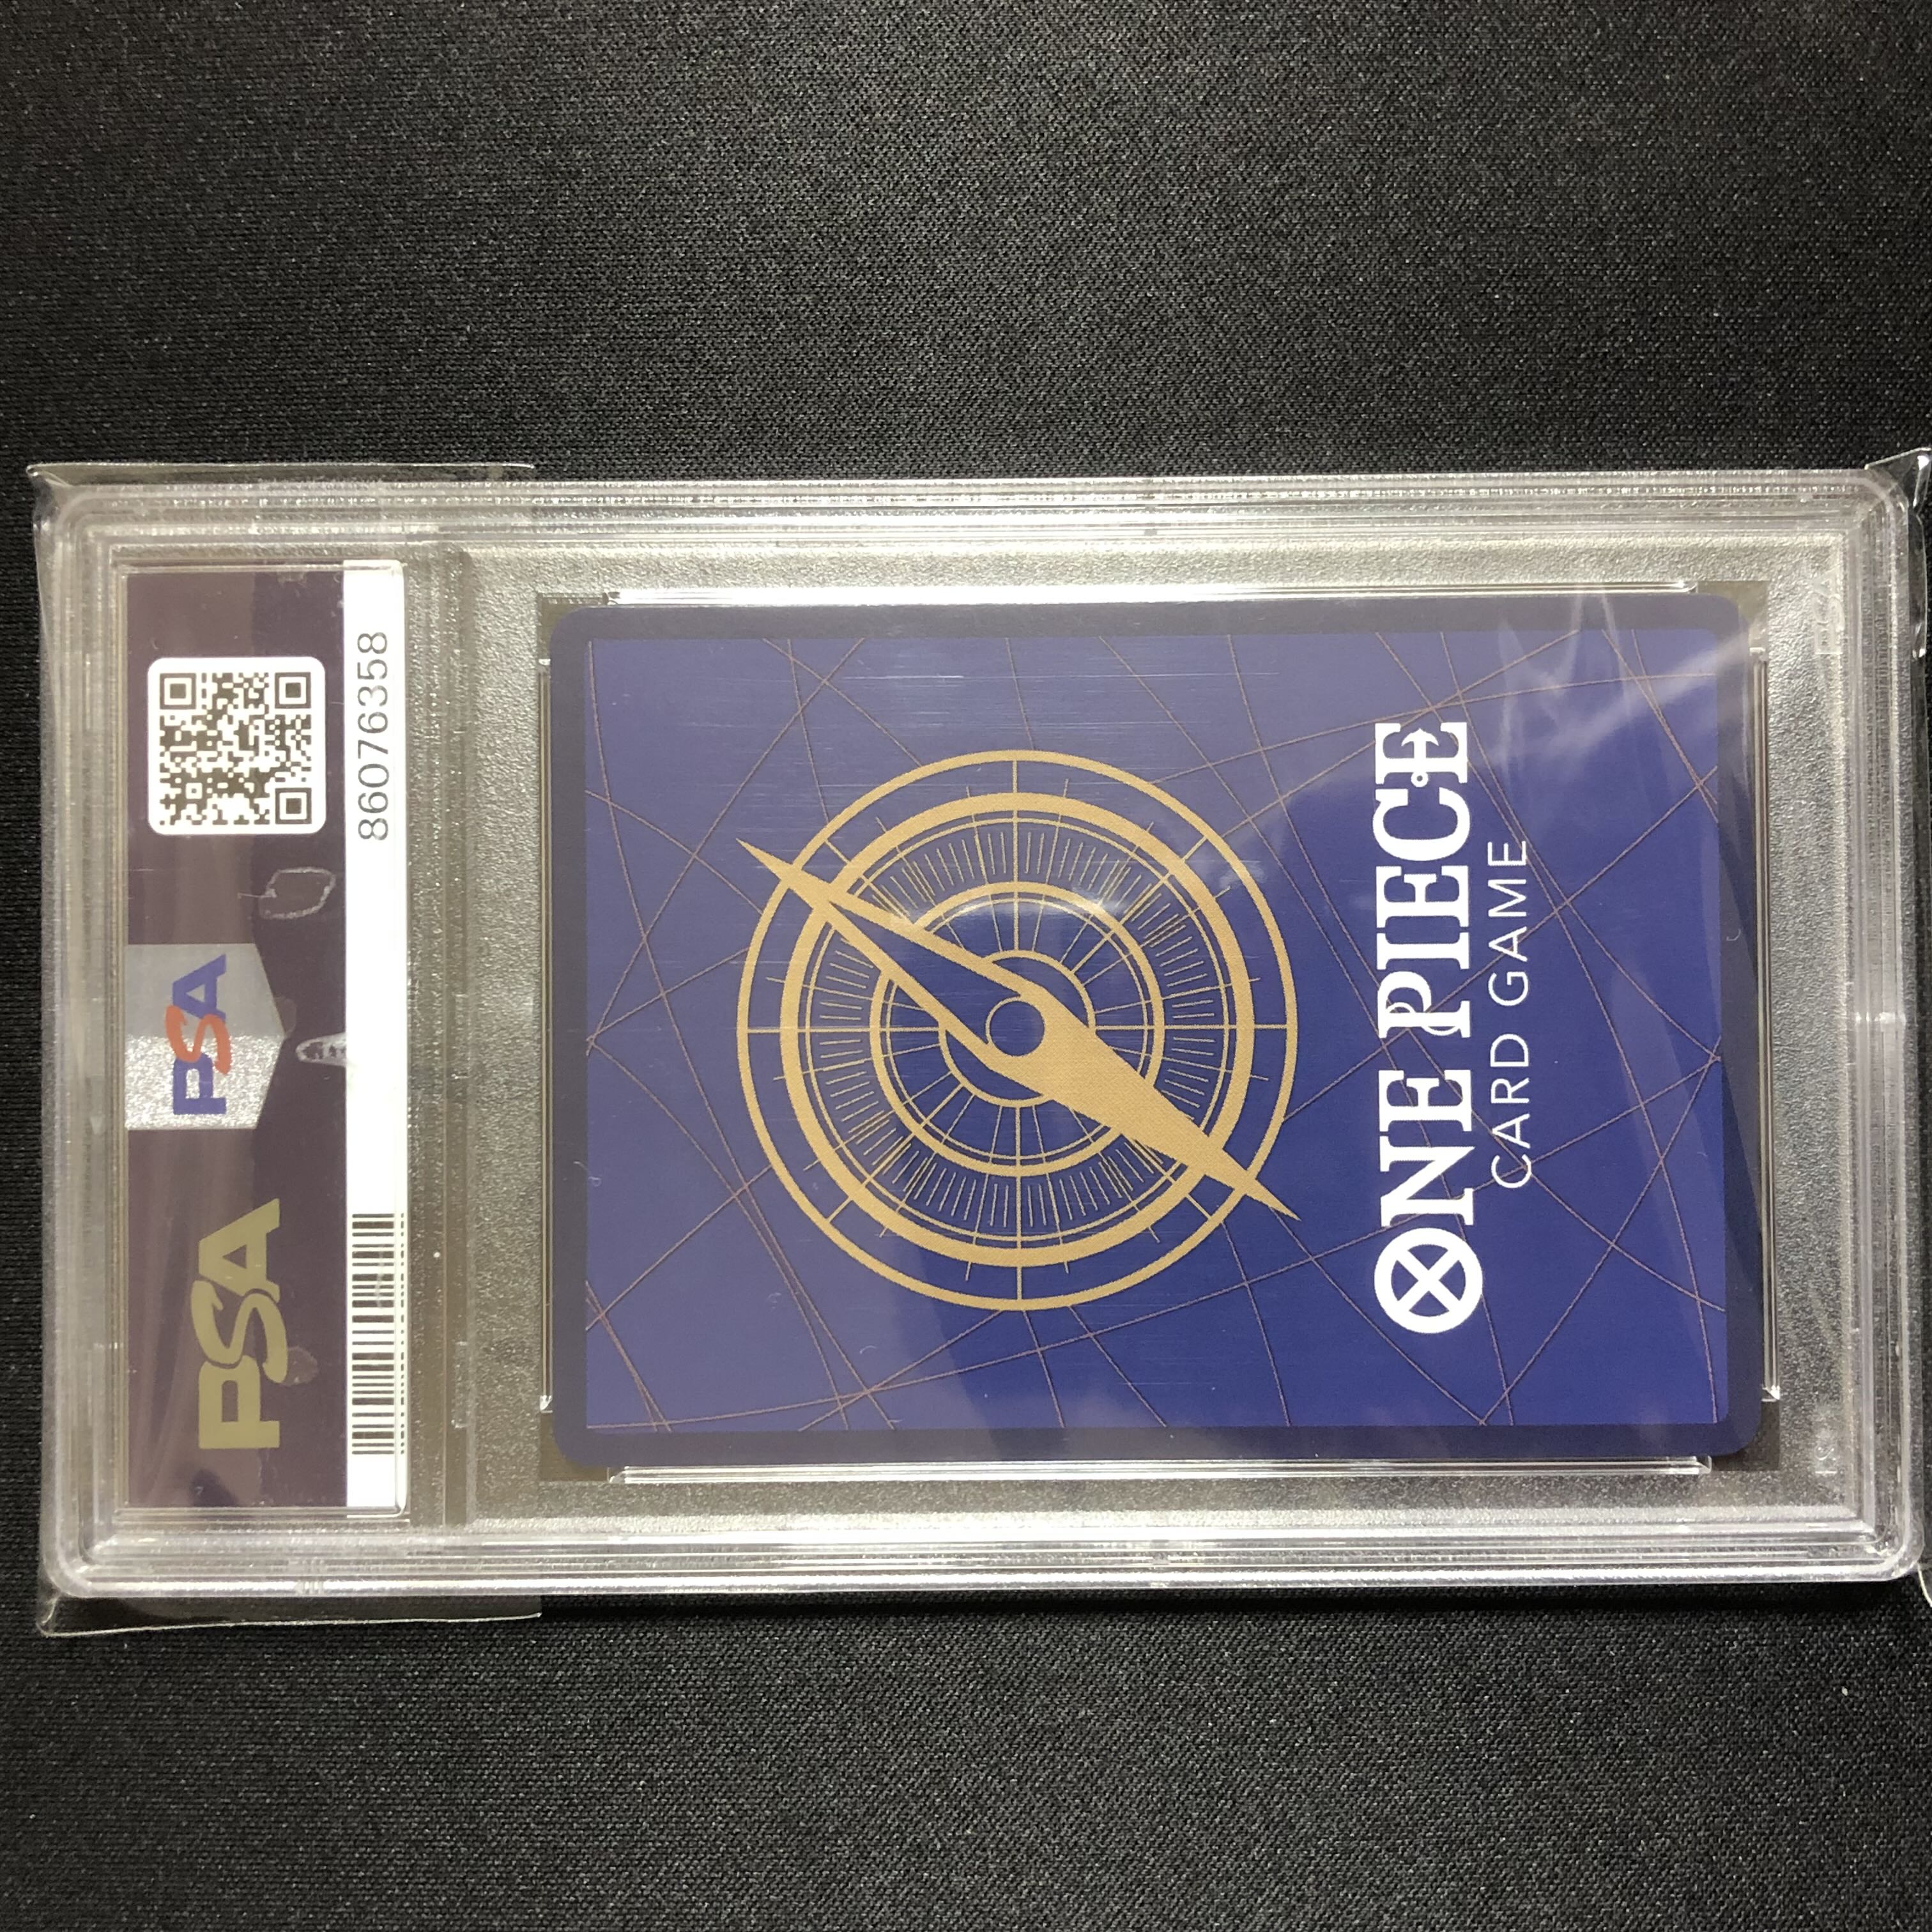 PSA
PSA
86076358
ONE PIECE
CARD GAME